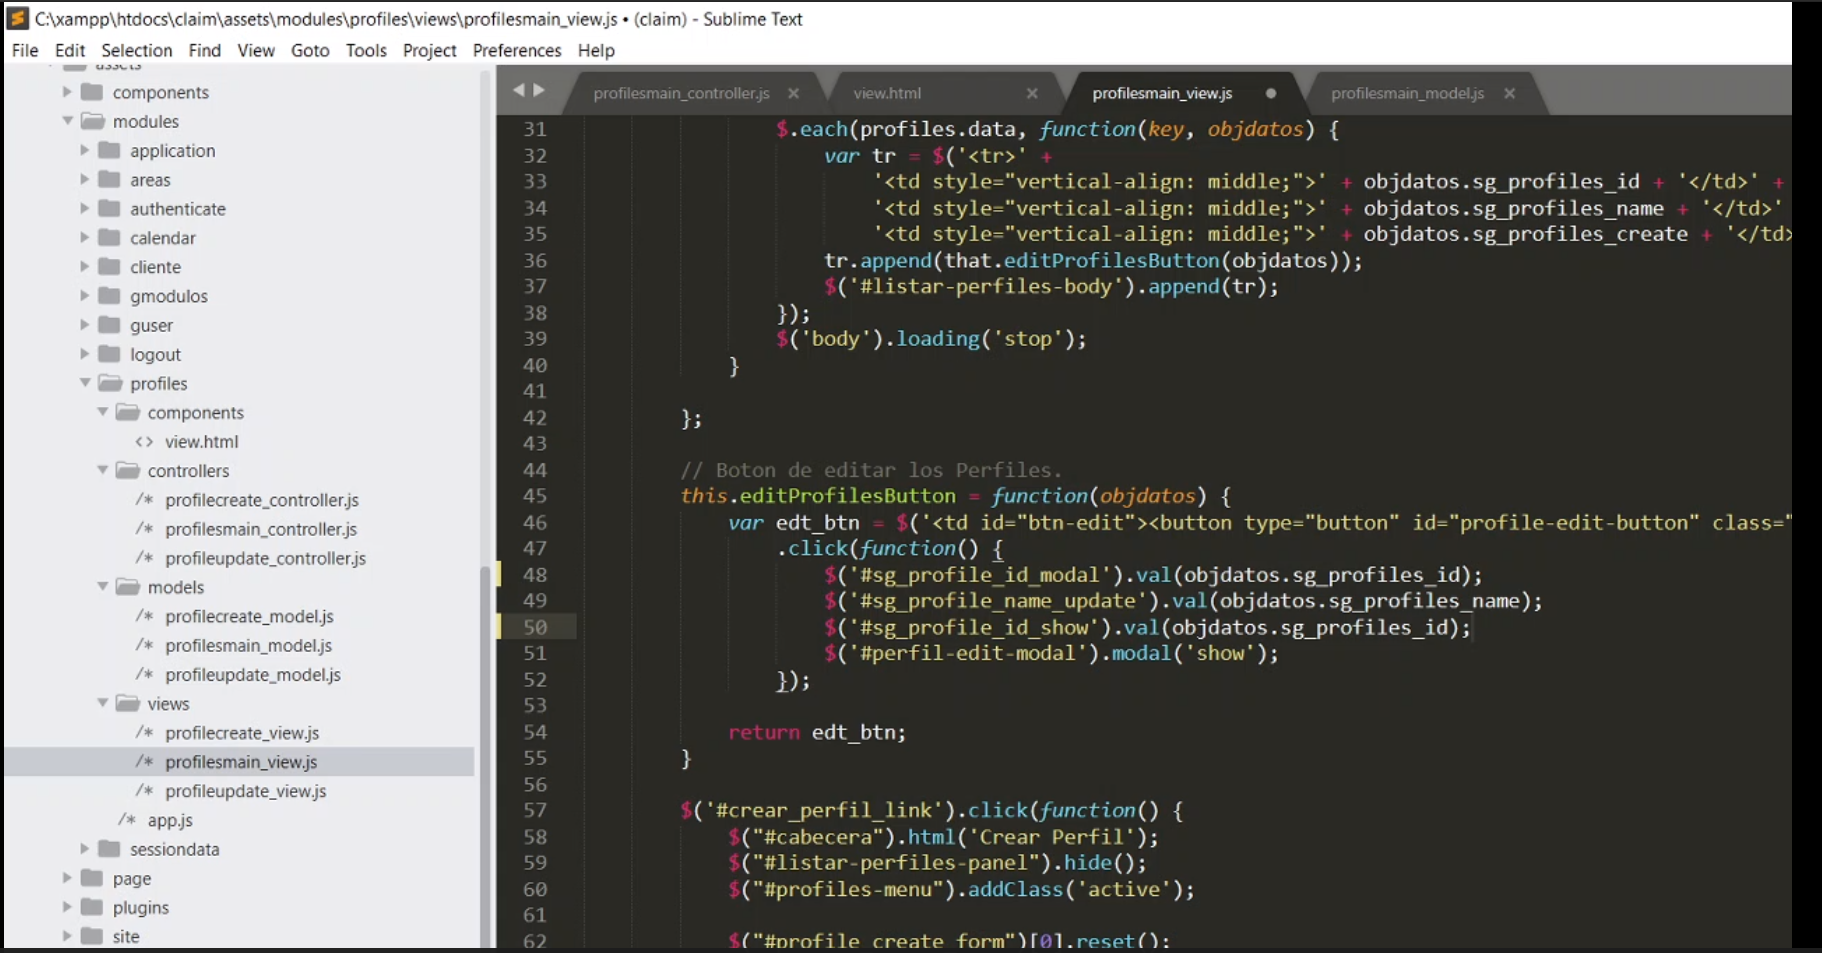 C:\xampp\htdocs\claim\assets\modules\profiles\views\profilesmain_view.js • (claim) - Sublime Text
File Edit Selection Find View Goto Tools Project Preferences Help
assets
components
modules
application
areas
authenticate
calendar
cliente
gmodulos
guser
logout
profiles
components
<> view.html
controllers
/* profilecreate_controller.js
/* profilesmain_controller.js
/* profileupdate_controller.js
models
/* profilecreate_model.js
/* profilesmain_model.js
/* profileupdate_model.js
views
/* profilecreate_view.js
/* profilesmain_view.js
/* profileupdate_view.js
/* app.js
sessiondata
page
plugins
site
profilesmain_controller.js × view.html × profilesmain_view.js • profilesmain_model.js ×
31 $.each(profiles.data, function(key, objdatos) {
32 var tr = $('<tr>' +
33 '<td style="vertical-align: middle;">' + objdatos.sg_profiles_id + '</td>' +
34 '<td style="vertical-align: middle;">' + objdatos.sg_profiles_name + '</td>'
35 '<td style="vertical-align: middle;">' + objdatos.sg_profiles_create + '</td>
36 tr.append(that.editProfilesButton(objdatos));
37 $('#listar-perfiles-body').append(tr);
38 });
39 $('body').loading('stop');
40 }
41
42 };
43
44 // Boton de editar los Perfiles.
45 this.editProfilesButton = function(objdatos) {
46 var edt_btn = $('<td id="btn-edit"><button type="button" id="profile-edit-button" class="
47 .click(function() {
48 $('#sg_profile_id_modal').val(objdatos.sg_profiles_id);
49 $('#sg_profile_name_update').val(objdatos.sg_profiles_name);
50 $('#sg_profile_id_show').val(objdatos.sg_profiles_id);
51 $('#perfil-edit-modal').modal('show');
52 });
53
54 return edt_btn;
55 }
56
57 $('#crear_perfil_link').click(function() {
58 $("#cabecera").html('Crear Perfil');
59 $("#listar-perfiles-panel").hide();
60 $("#profiles-menu").addClass('active');
61
62 $("#profile_create_form")[0].reset();